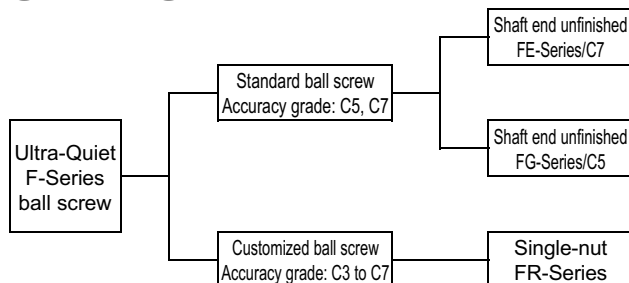 Shaft end unfinished
FE-Series/C7
Standard ball screw
Accuracy grade: C5, C7
Ultra-Quiet
F-Series
ball screw
Shaft end unfinished
FG-Series/C5
Customized ball screw
Accuracy grade: C3 to C7
Single-nut
FR-Series